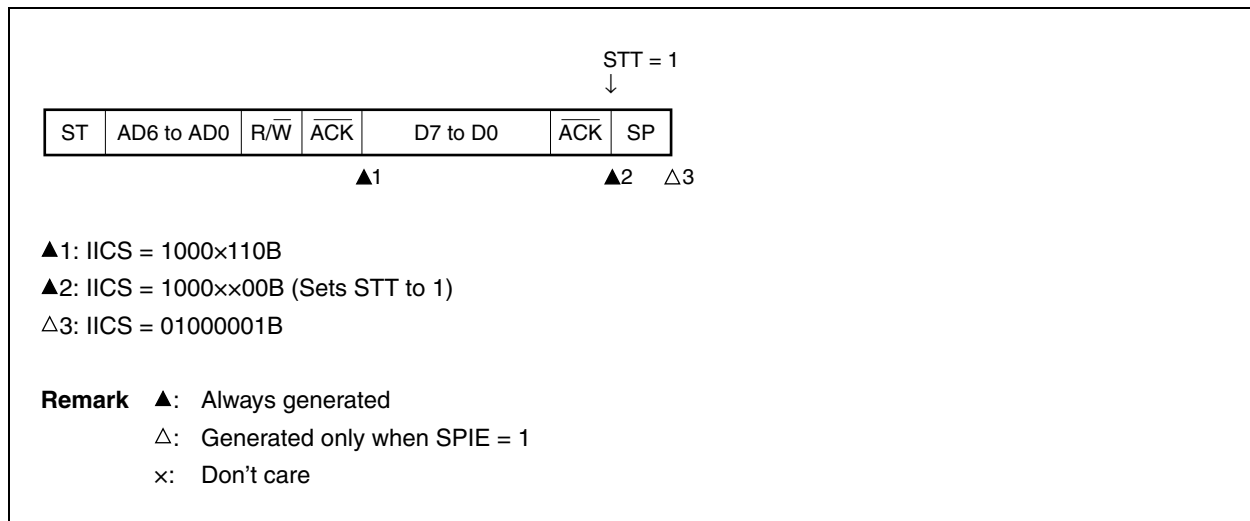 STT = 1
↓
ST AD6 to AD0 R/W̅ A̅C̅K̅ D7 to D0 A̅C̅K̅ SP
▲1 ▲2 △3
▲1: IICS = 1000×110B
▲2: IICS = 1000××00B (Sets STT to 1)
△3: IICS = 01000001B
Remark ▲: Always generated
△: Generated only when SPIE = 1
×: Don't care